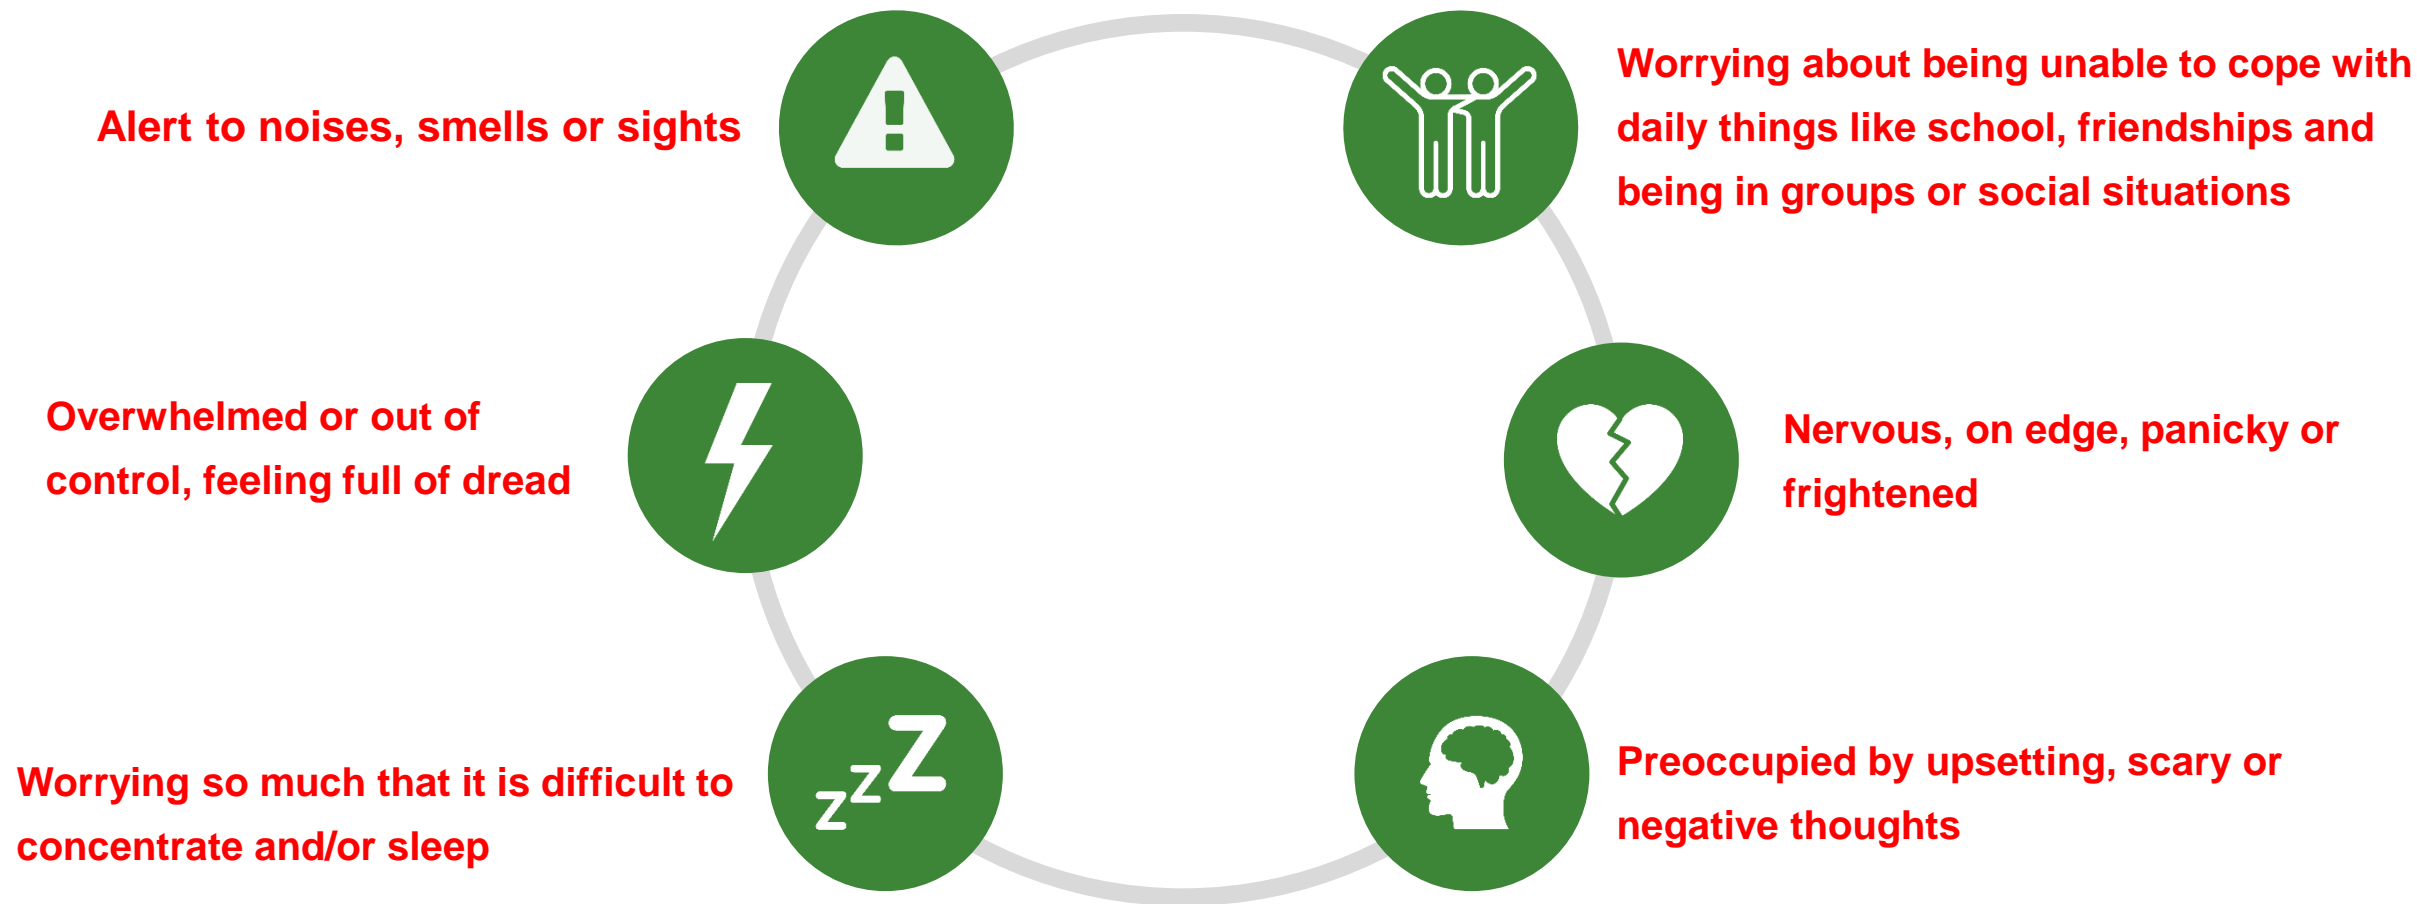 Alert to noises, smells or sights
Worrying about being unable to cope with
daily things like school, friendships and
being in groups or social situations
Overwhelmed or out of
control, feeling full of dread
Nervous, on edge, panicky or
frightened
Worrying so much that it is difficult to
concentrate and/or sleep
zzZ
Preoccupied by upsetting, scary or
negative thoughts